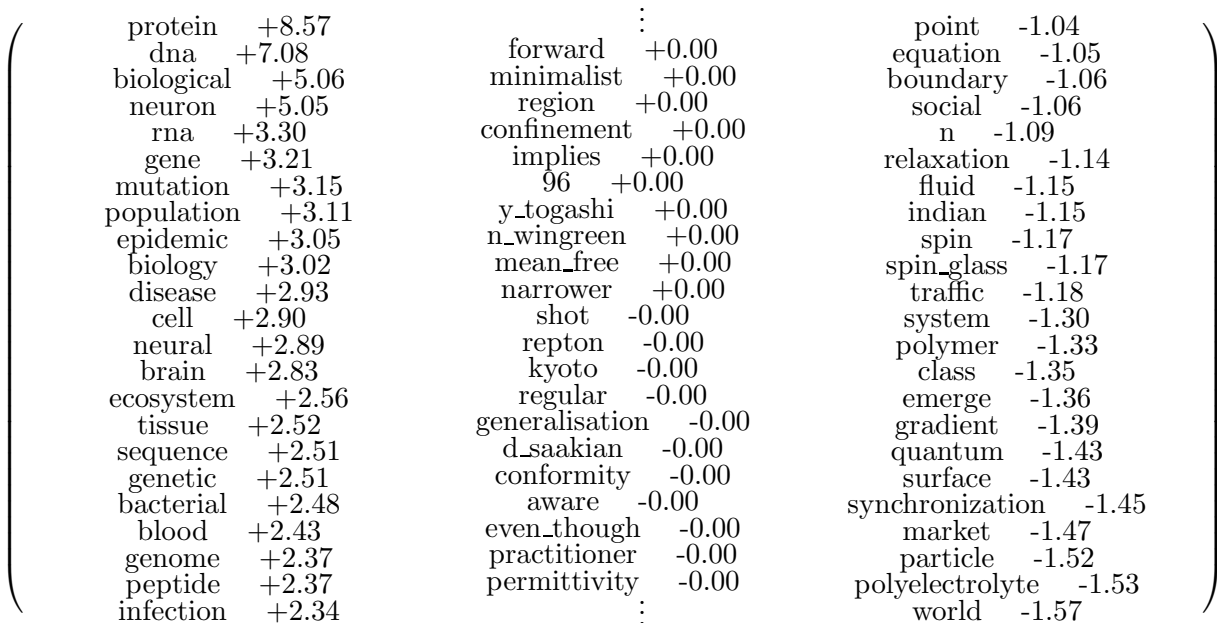 protein +8.57
dna +7.08
biological +5.06
neuron +5.05
rna +3.30
gene +3.21
mutation +3.15
population +3.11
epidemic +3.05
biology +3.02
disease +2.93
cell +2.90
neural +2.89
brain +2.83
ecosystem +2.56
tissue +2.52
sequence +2.51
genetic +2.51
bacterial +2.48
blood +2.43
genome +2.37
peptide +2.37
infection +2.34
⋮
forward +0.00
minimalist +0.00
region +0.00
confinement +0.00
implies +0.00
96 +0.00
y_togashi +0.00
n_wingreen +0.00
mean_free +0.00
narrower +0.00
shot -0.00
repton -0.00
kyoto -0.00
regular -0.00
generalisation -0.00
d_saakian -0.00
conformity -0.00
aware -0.00
even_though -0.00
practitioner -0.00
permittivity -0.00
⋮
point -1.04
equation -1.05
boundary -1.06
social -1.06
n -1.09
relaxation -1.14
fluid -1.15
indian -1.15
spin -1.17
spin_glass -1.17
traffic -1.18
system -1.30
polymer -1.33
class -1.35
emerge -1.36
gradient -1.39
quantum -1.43
surface -1.43
synchronization -1.45
market -1.47
particle -1.52
polyelectrolyte -1.53
world -1.57